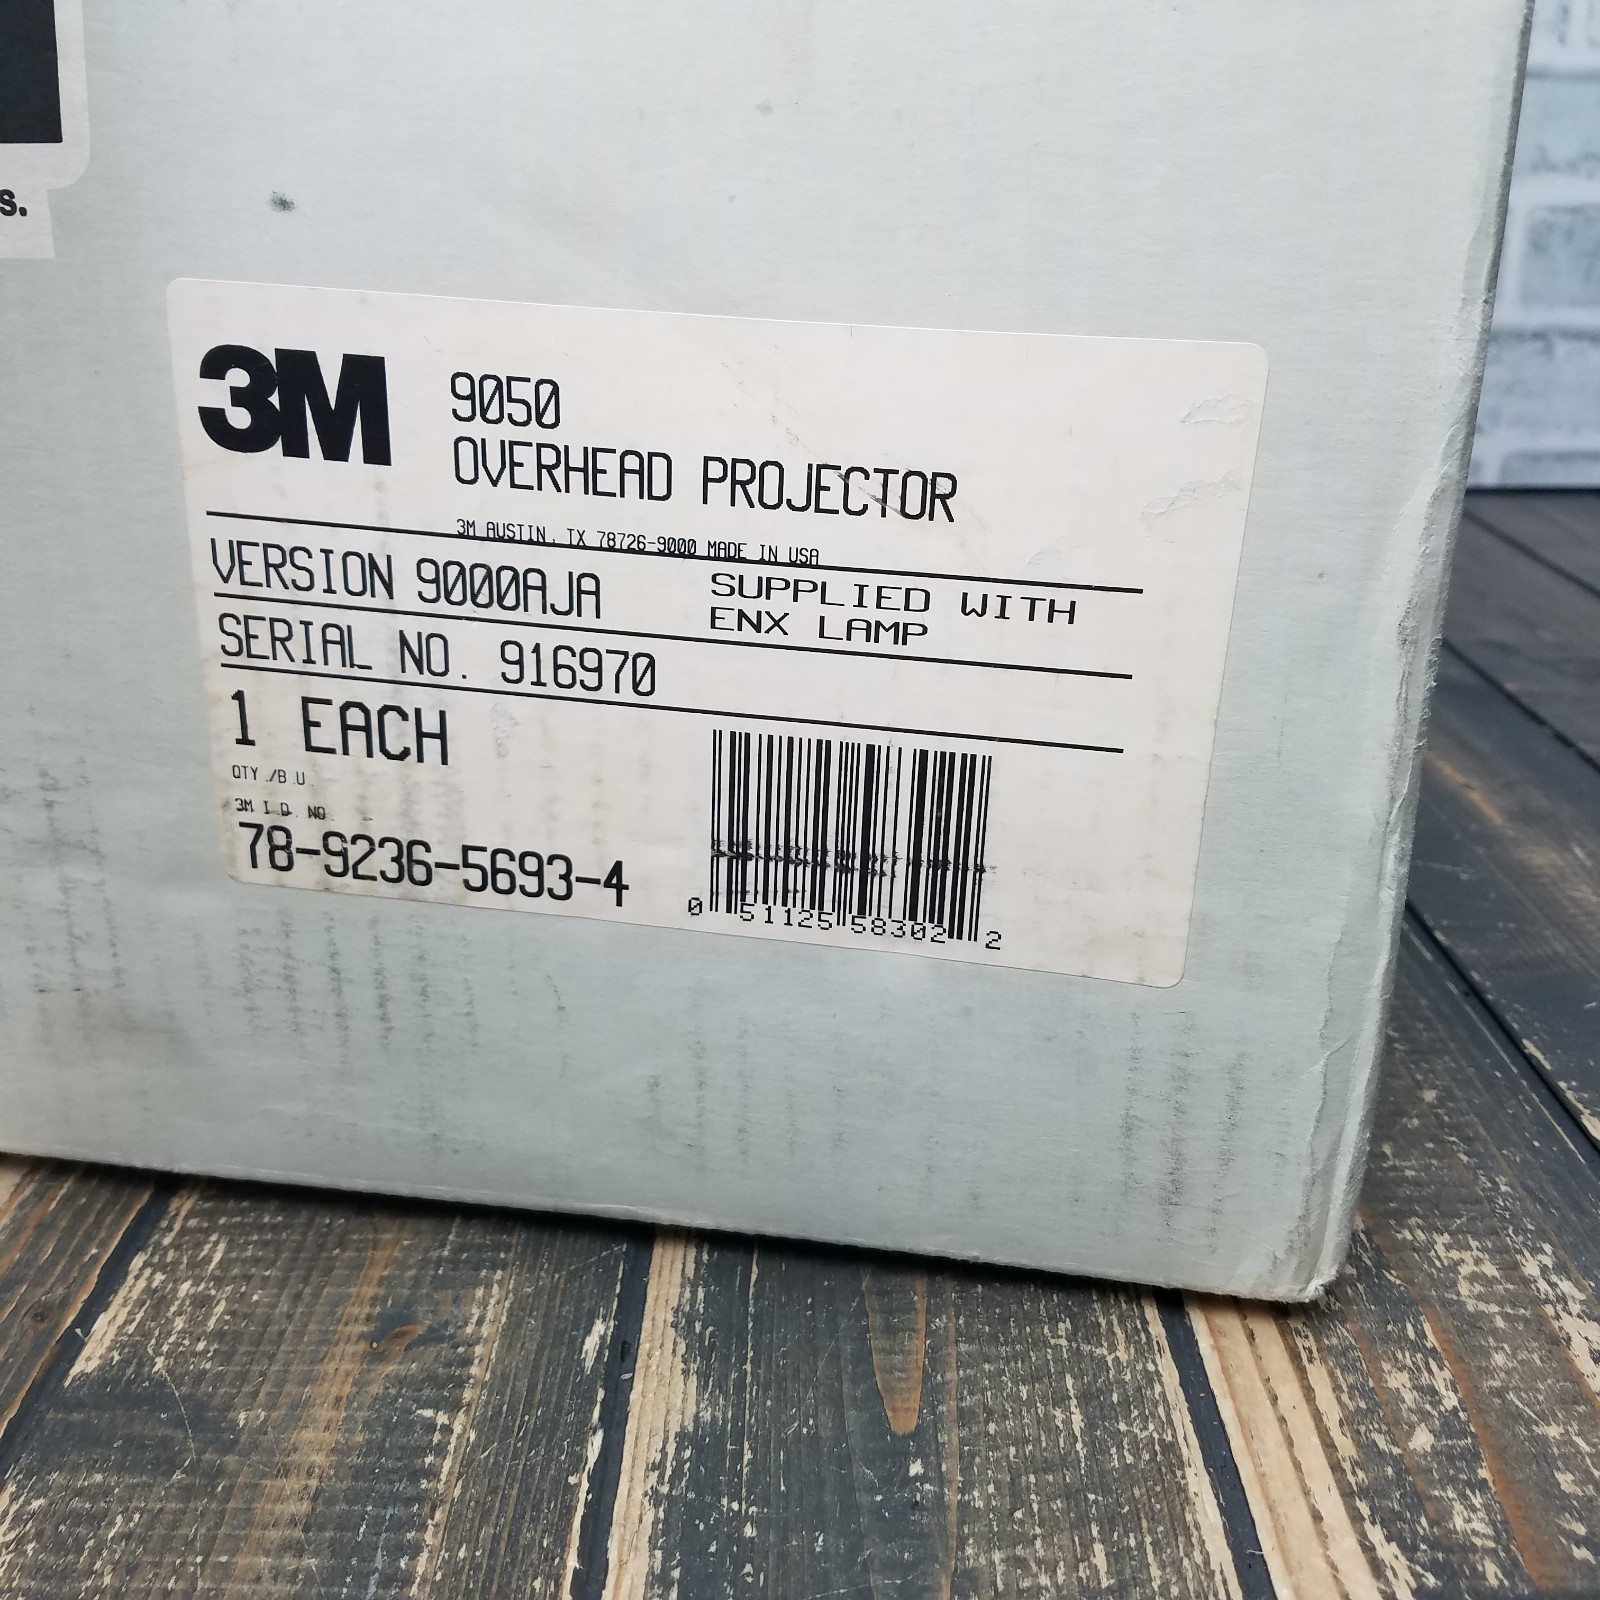 s.
3M
9050
OVERHEAD PROJECTOR
3M AUSTIN, TX 78726-9000 MADE IN USA
VERSION 9000AJA
SUPPLIED WITH
ENX LAMP
SERIAL NO. 916970
1 EACH
QTY./B.U.
3M I.D. NO.
78-9236-5693-4
0 51125 58302 2